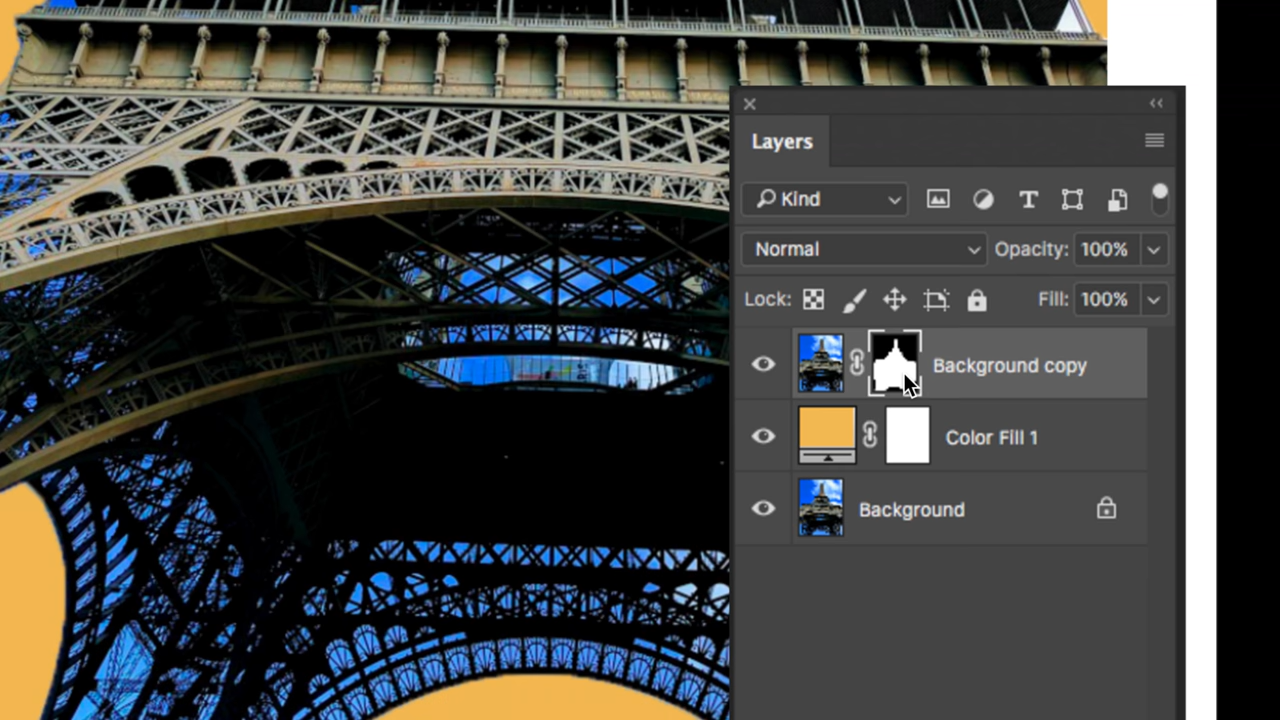 Layers
Kind
Normal
Opacity: 100%
Lock:
Fill: 100%
Background copy
Color Fill 1
Background